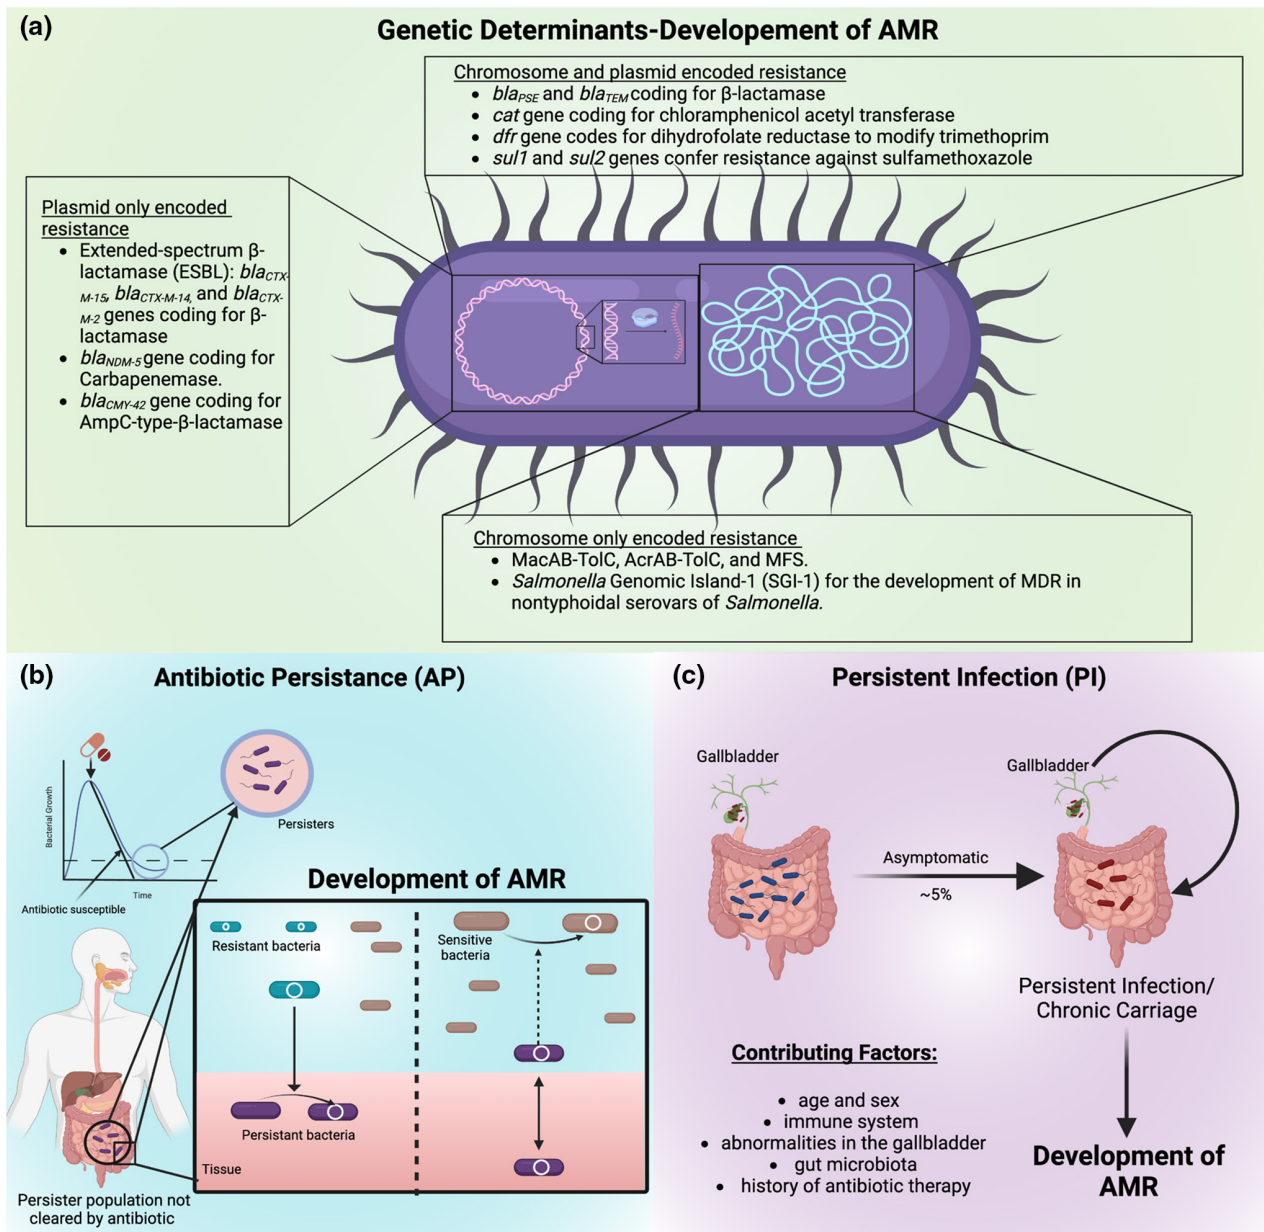 (a)
Genetic Determinants-Developement of AMR
Chromosome and plasmid encoded resistance
• blaPSE and blaTEM coding for β-lactamase
• cat gene coding for chloramphenicol acetyl transferase
• dfr gene codes for dihydrofolate reductase to modify trimethoprim
• sul1 and sul2 genes confer resistance against sulfamethoxazole
Plasmid only encoded
resistance
• Extended-spectrum β-
lactamase (ESBL): blaCTX-
M-15, blaCTX-M-14, and blaCTX-
M-2 genes coding for β-
lactamase
• blaNDM-5 gene coding for
Carbapenemase.
• blaCMY-42 gene coding for
AmpC-type-β-lactamase
Chromosome only encoded resistance
• MacAB-TolC, AcrAB-TolC, and MFS.
• Salmonella Genomic Island-1 (SGI-1) for the development of MDR in
nontyphoidal serovars of Salmonella.
(b)
Antibiotic Persistance (AP)
Bacterial Growth
Time
Antibiotic susceptible
Persisters
Development of AMR
Resistant bacteria
Sensitive
bacteria
Persistant bacteria
Tissue
Persister population not
cleared by antibiotic
(c)
Persistent Infection (PI)
Gallbladder
Gallbladder
Asymptomatic
~5%
Persistent Infection/
Chronic Carriage
Contributing Factors:
• age and sex
• immune system
• abnormalities in the gallbladder
• gut microbiota
• history of antibiotic therapy
Development of
AMR